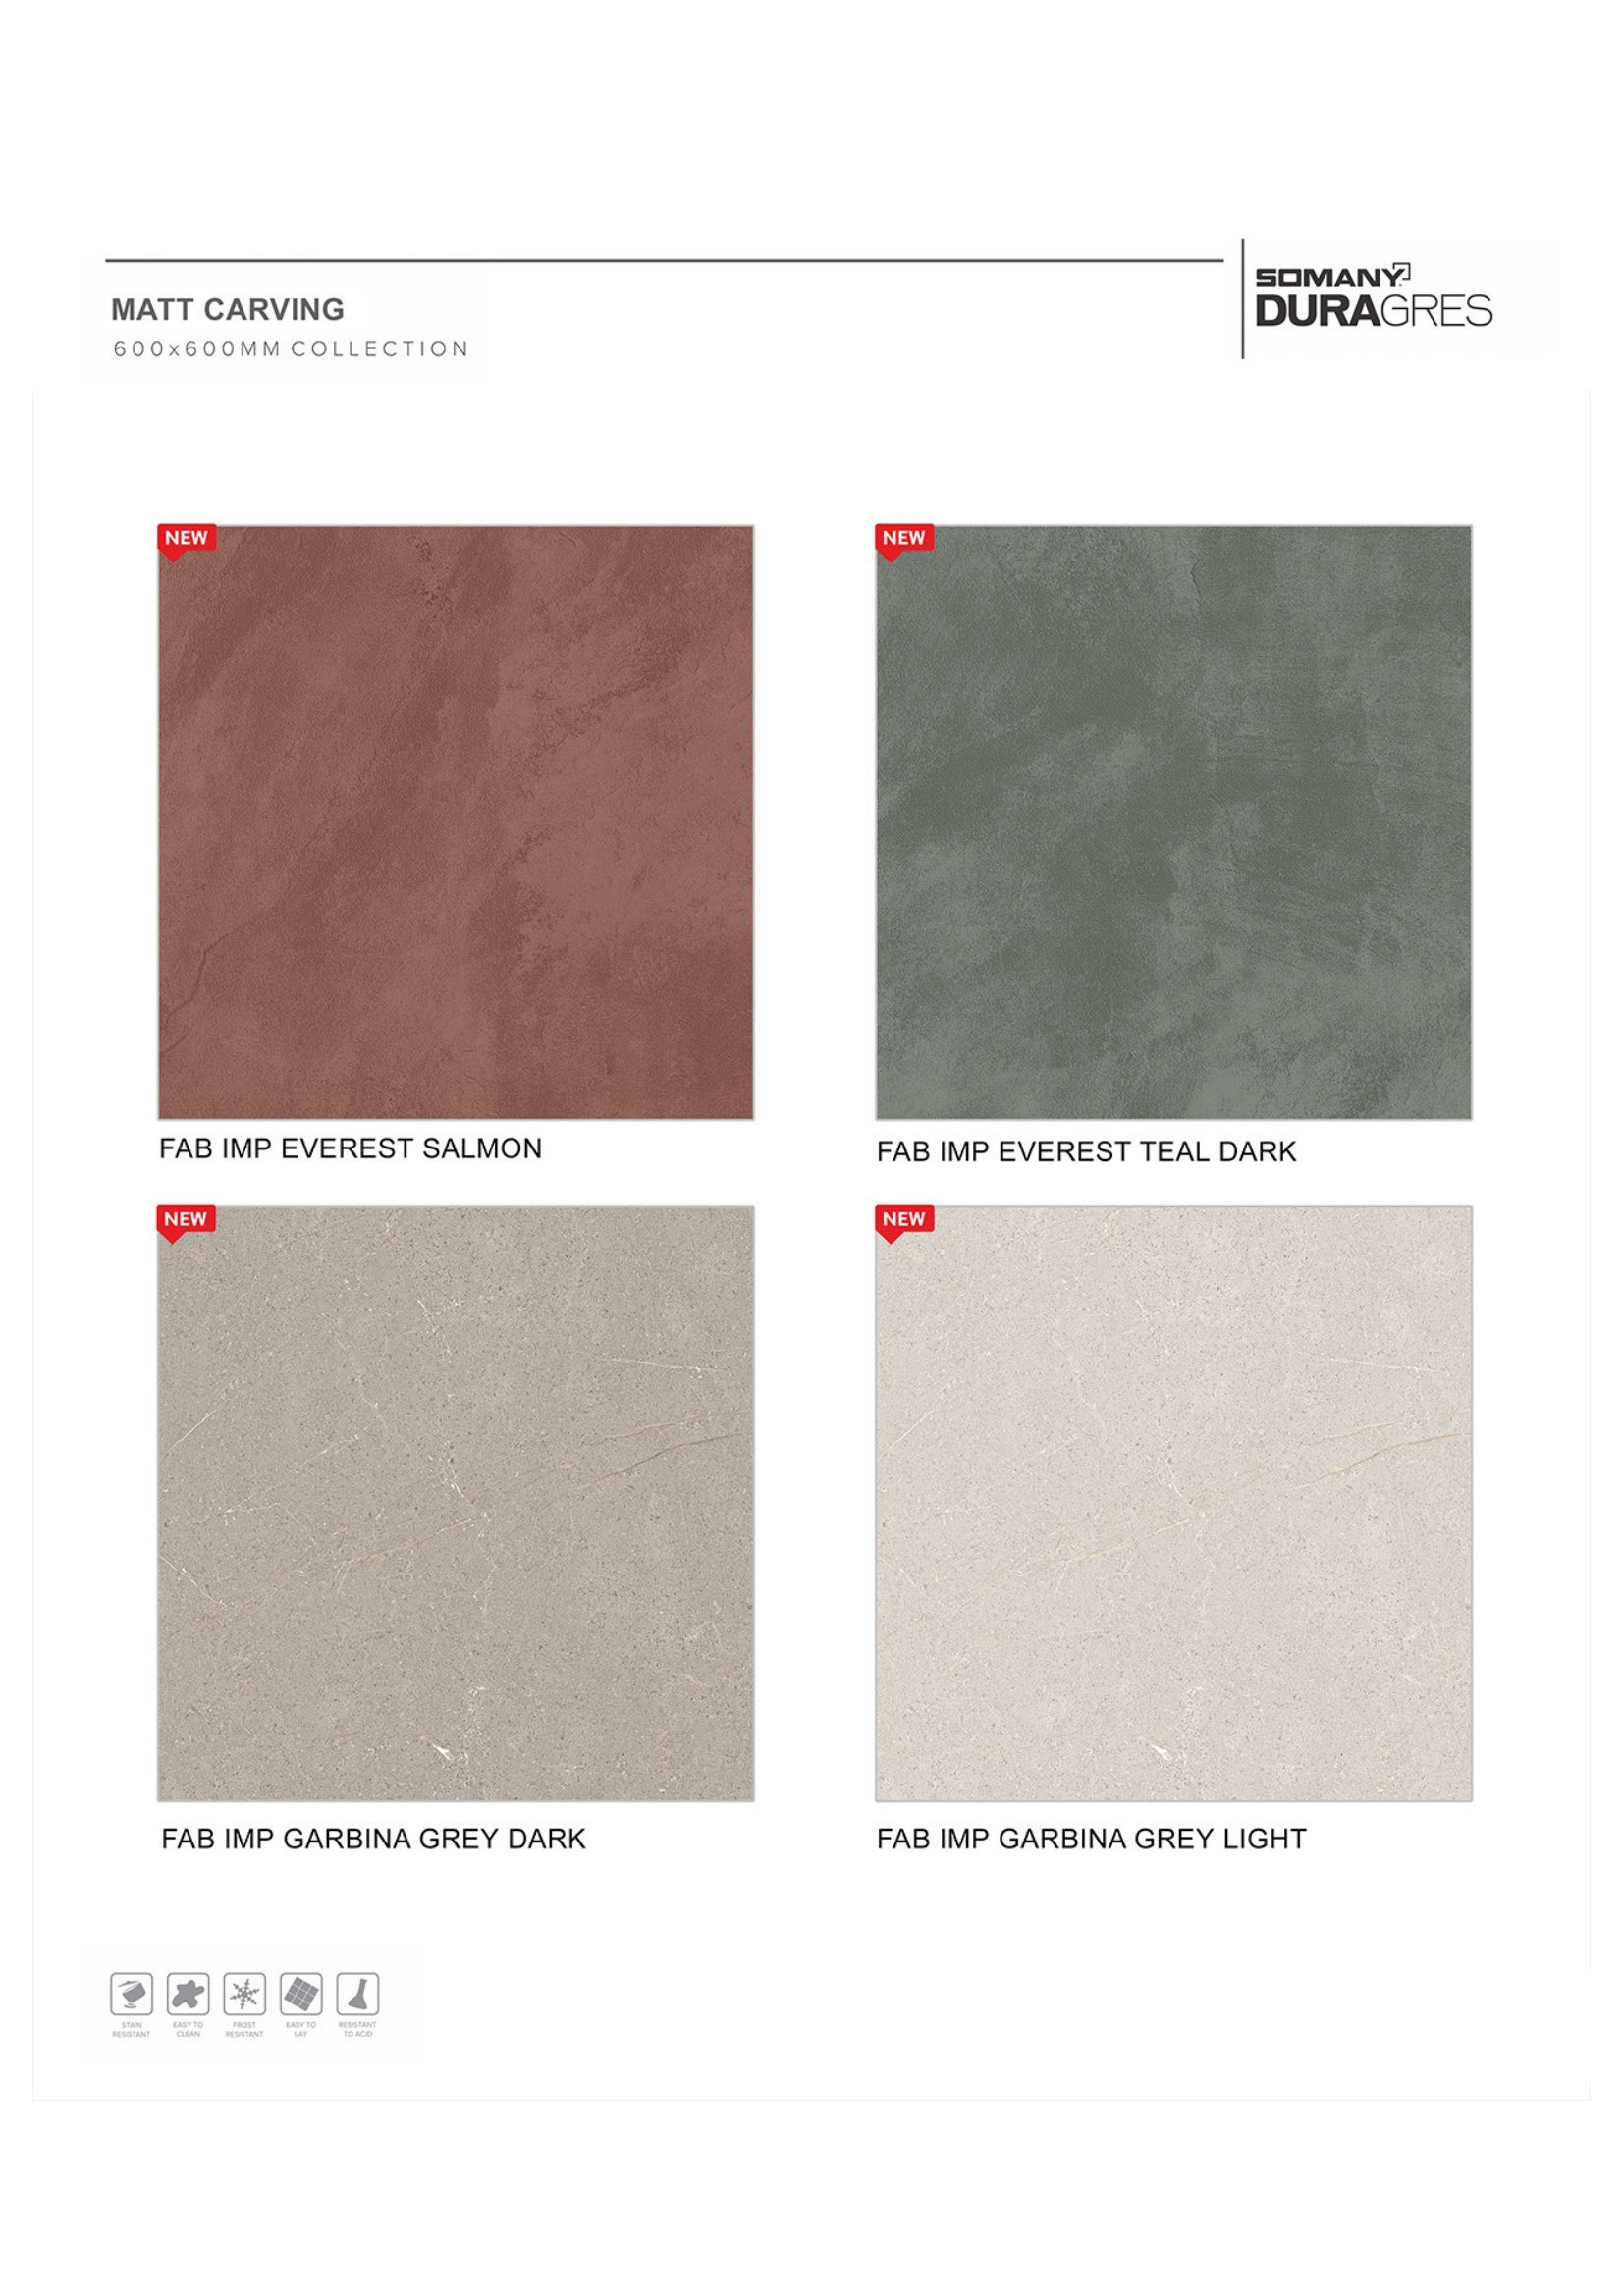 SOMANY
DURAGRES
MATT CARVING
600x600MM COLLECTION
NEW
NEW
FAB IMP EVEREST SALMON
FAB IMP EVEREST TEAL DARK
NEW
NEW
FAB IMP GARBINA GREY DARK
FAB IMP GARBINA GREY LIGHT
STAIN
RESISTANT
EASY TO
CLEAN
FROST
RESISTANT
EASY TO
LAY
RESISTANT
TO ACID